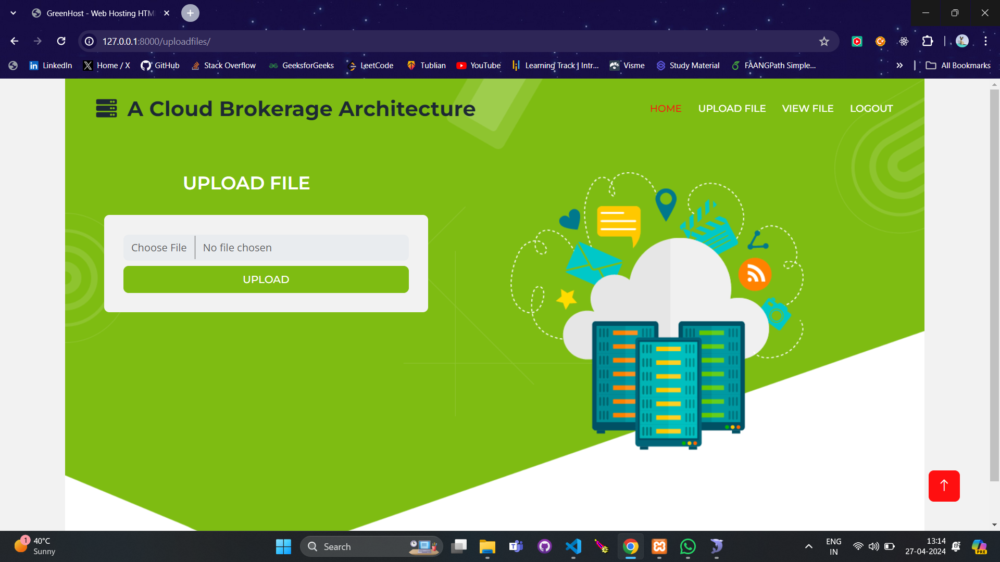 GreenHost - Web Hosting HTM
127.0.0.1:8000/uploadfiles/
LinkedIn Home / X GitHub Stack Overflow GeeksforGeeks LeetCode Tublian YouTube Learning Track | Intr... Visme Study Material FAANGPath Simple... All Bookmarks
A Cloud Brokerage Architecture
HOME UPLOAD FILE VIEW FILE LOGOUT
UPLOAD FILE
Choose File No file chosen
UPLOAD
1
40°C
Sunny
Search
ENG
IN
13:14
27-04-2024
PRE